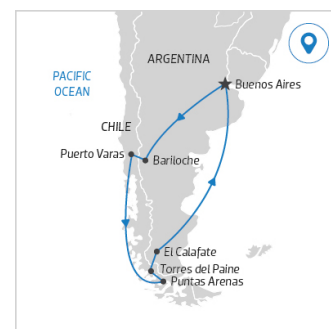 ARGENTINA
PACIFIC
OCEAN
Buenos Aires
CHILE
Puerto Varas
Bariloche
El Calafate
Torres del Paine
Puntas Arenas